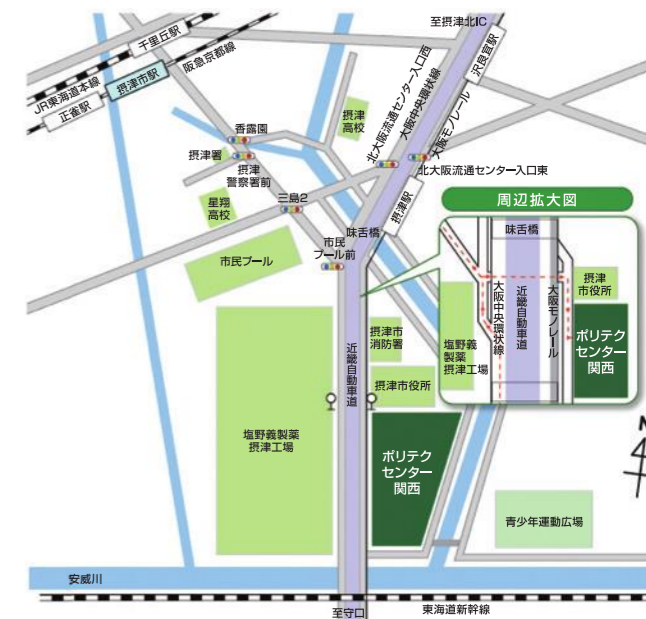 至摂津北IC
千里丘駅
沢良宜駅
阪急京都線
摂津市駅
JR東海道本線
正雀駅
北大阪流通センター入口西
大阪中央環状線
大阪モノレール
香露園
摂津
高校
摂津署
摂津
警察署前
北大阪流通センター入口東
三島2
星翔
高校
摂津駅
周辺拡大図
味舌橋
市民
プール前
市民プール
味舌橋
大阪中央環状線
近畿自動車道
大阪モノレール
摂津
市役所
塩野義
製薬
摂津工場
ポリテク
センター
関西
近畿自動車道
摂津市
消防署
摂津市役所
塩野義製薬
摂津工場
ポリテク
センター
関西
青少年運動広場
安威川
至守口
東海道新幹線